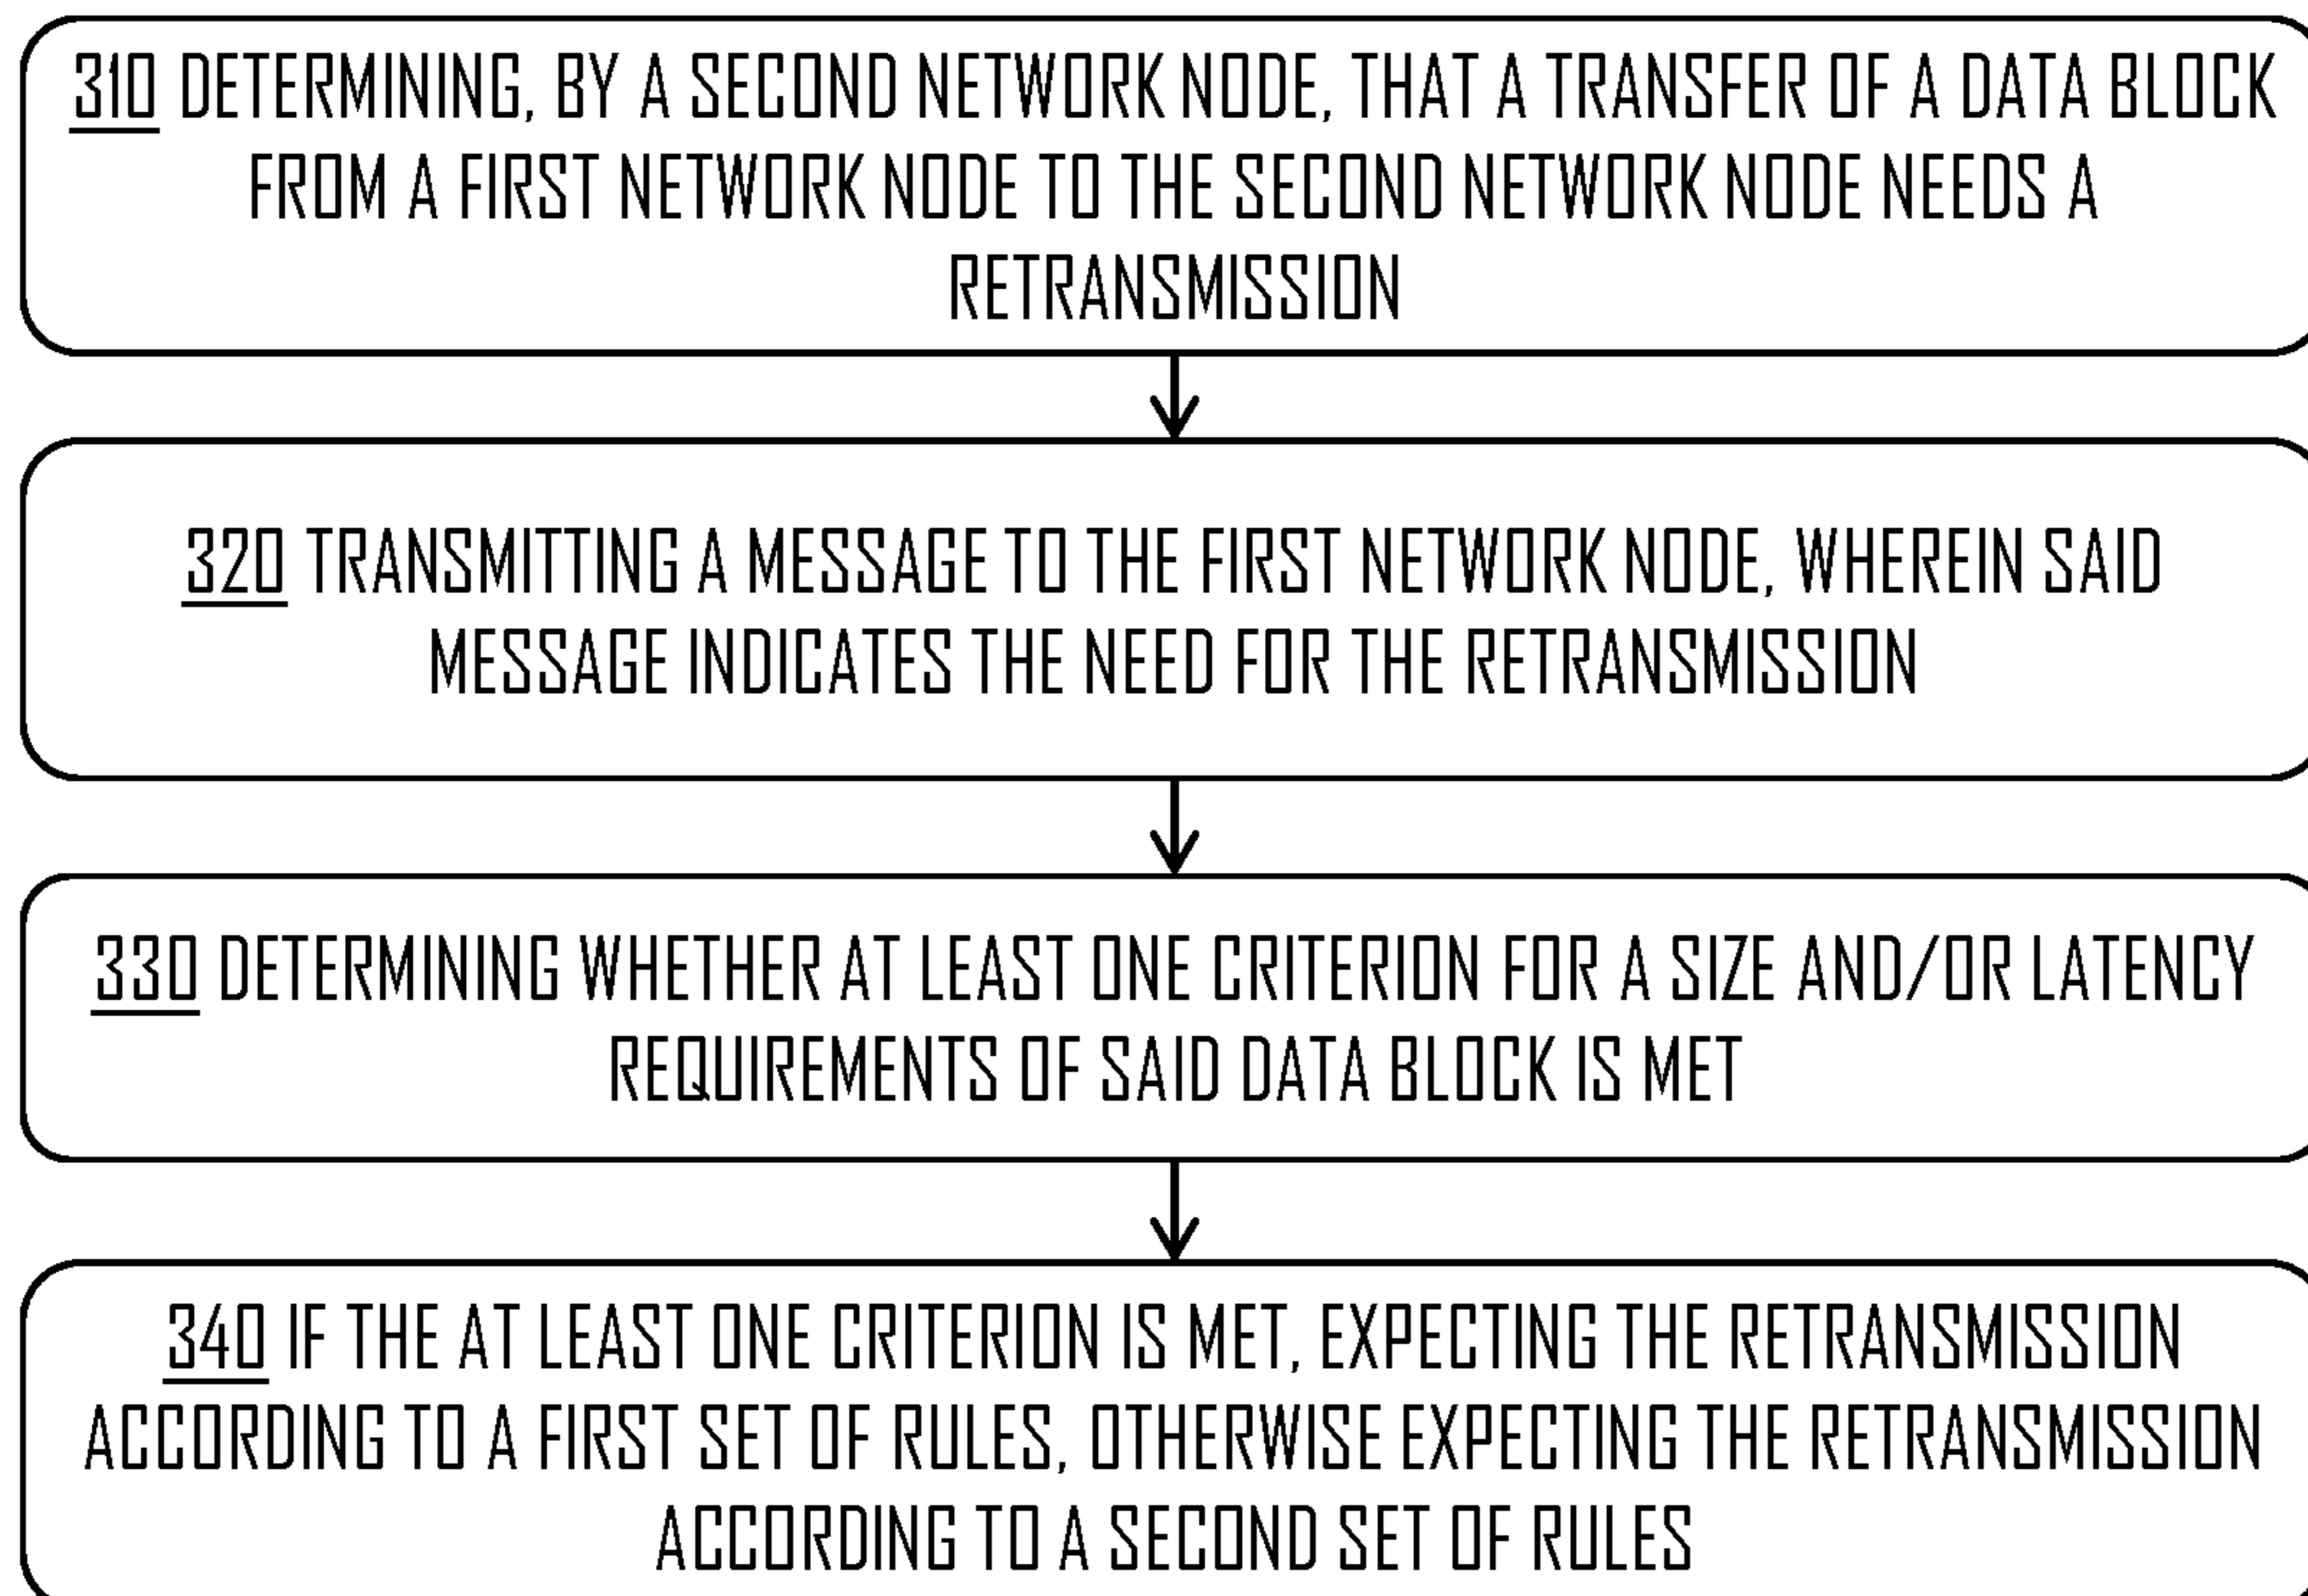 310 DETERMINING, BY A SECOND NETWORK NODE, THAT A TRANSFER OF A DATA BLOCK
FROM A FIRST NETWORK NODE TO THE SECOND NETWORK NODE NEEDS A
RETRANSMISSION
320 TRANSMITTING A MESSAGE TO THE FIRST NETWORK NODE, WHEREIN SAID
MESSAGE INDICATES THE NEED FOR THE RETRANSMISSION
330 DETERMINING WHETHER AT LEAST ONE CRITERION FOR A SIZE AND/OR LATENCY
REQUIREMENTS OF SAID DATA BLOCK IS MET
340 IF THE AT LEAST ONE CRITERION IS MET, EXPECTING THE RETRANSMISSION
ACCORDING TO A FIRST SET OF RULES, OTHERWISE EXPECTING THE RETRANSMISSION
ACCORDING TO A SECOND SET OF RULES